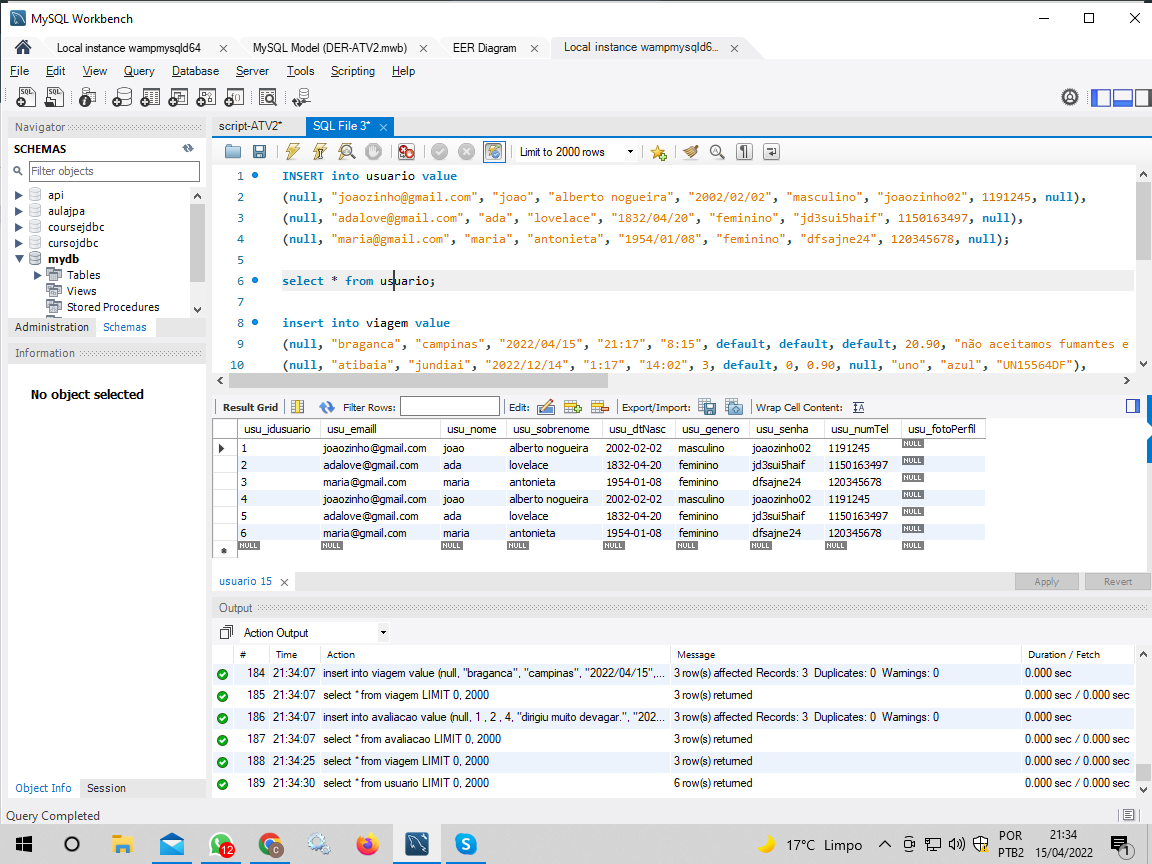 MySQL Workbench
Local instance wampmysqld64 MySQL Model (DER-ATV2.mwb) EER Diagram Local instance wampmysqld6...
File Edit View Query Database Server Tools Scripting Help
Navigator
SCHEMAS
Filter objects
api
aulajpa
coursejdbc
cursojdbc
mydb
Tables
Views
Stored Procedures
Administration Schemas
Information
No object selected
Object Info Session
script-ATV2* SQL File 3*
Limit to 2000 rows
1 INSERT into usuario value
2 (null, "joaozinho@gmail.com", "joao", "alberto nogueira", "2002/02/02", "masculino", "joaozinho02", 1191245, null),
3 (null, "adalove@gmail.com", "ada", "lovelace", "1832/04/20", "feminino", "jd3sui5haif", 1150163497, null),
4 (null, "maria@gmail.com", "maria", "antonieta", "1954/01/08", "feminino", "dfsajne24", 120345678, null);
5
6 select * from usuario;
7
8 insert into viagem value
9 (null, "braganca", "campinas", "2022/04/15", "21:17", "8:15", default, default, default, 20.90, "não aceitamos fumantes e
10 (null, "atibaia", "jundiai", "2022/12/14", "1:17", "14:02", 3, default, 0, 0.90, null, "uno", "azul", "UN15564DF"),
Result Grid Filter Rows: Edit: Export/Import: Wrap Cell Content:
usu_idusuario usu_emaill usu_nome usu_sobrenome usu_dtNasc usu_genero usu_senha usu_numTel usu_fotoPerfil
1 joaozinho@gmail.com joao alberto nogueira 2002-02-02 masculino joaozinho02 1191245 NULL
2 adalove@gmail.com ada lovelace 1832-04-20 feminino jd3sui5haif 1150163497 NULL
3 maria@gmail.com maria antonieta 1954-01-08 feminino dfsajne24 120345678 NULL
4 joaozinho@gmail.com joao alberto nogueira 2002-02-02 masculino joaozinho02 1191245 NULL
5 adalove@gmail.com ada lovelace 1832-04-20 feminino jd3sui5haif 1150163497 NULL
6 maria@gmail.com maria antonieta 1954-01-08 feminino dfsajne24 120345678 NULL
NULL NULL NULL NULL NULL NULL NULL NULL NULL
usuario 15 Apply Revert
Output
Action Output
# Time Action Message Duration / Fetch
184 21:34:07 insert into viagem value (null, "braganca", "campinas", "2022/04/15",... 3 row(s) affected Records: 3 Duplicates: 0 Warnings: 0 0.000 sec
185 21:34:07 select * from viagem LIMIT 0, 2000 3 row(s) returned 0.000 sec / 0.000 sec
186 21:34:07 insert into avaliacao value (null, 1 , 2 , 4, "dirigiu muito devagar.", "202... 3 row(s) affected Records: 3 Duplicates: 0 Warnings: 0 0.000 sec
187 21:34:07 select * from avaliacao LIMIT 0, 2000 3 row(s) returned 0.000 sec / 0.000 sec
188 21:34:25 select * from viagem LIMIT 0, 2000 3 row(s) returned 0.000 sec / 0.000 sec
189 21:34:30 select * from usuario LIMIT 0, 2000 6 row(s) returned 0.000 sec / 0.000 sec
Query Completed
12 17°C Limpo POR PTB2 21:34 15/04/2022 1